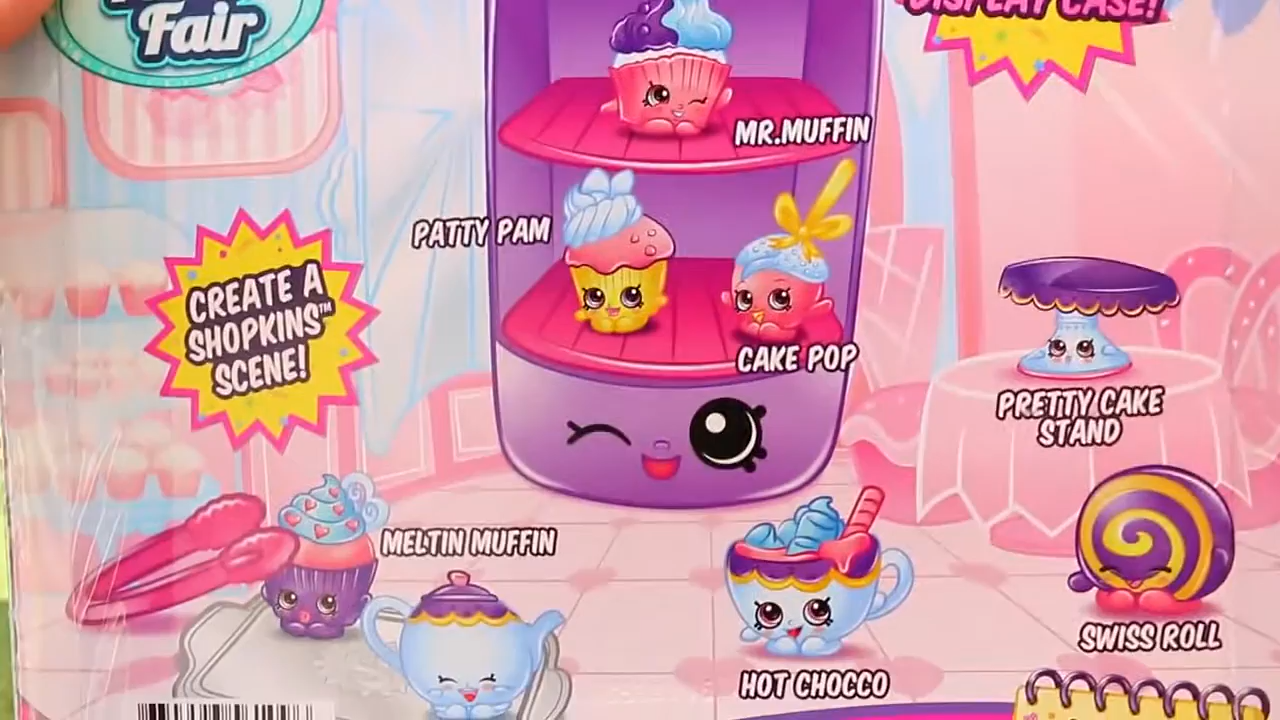 Fair
DISPLAY CASE!
MR.MUFFIN
PATTY PAM
CREATE A
SHOPKINS™
SCENE!
CAKE POP
PRETTY CAKE
STAND
MELTIN MUFFIN
SWISS ROLL
HOT CHOCCO